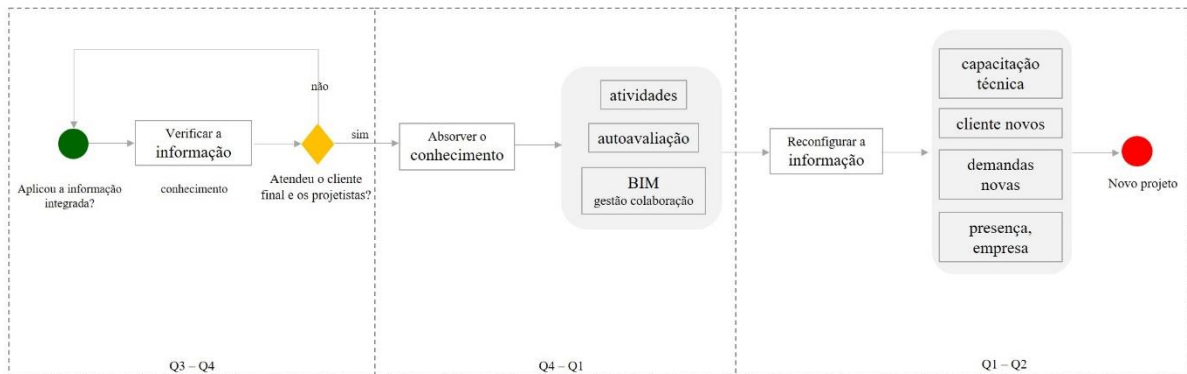 não
Verificar a
informação
sim
Aplicou a informação
integrada?
conhecimento
Atendeu o cliente
final e os projetistas?
Q3 – Q4
Absorver o
conhecimento
atividades
autoavaliação
BIM
gestão colaboração
Q4 – Q1
Reconfigurar a
informação
capacitação
técnica
cliente novos
demandas
novas
presença,
empresa
Novo projeto
Q1 – Q2